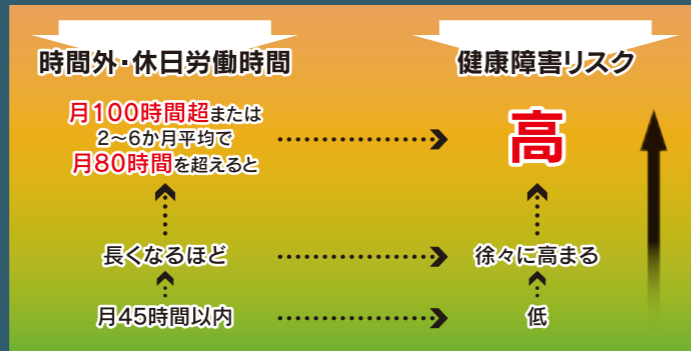 時間外・休日労働時間
健康障害リスク
月100時間超または
2〜6か月平均で
月80時間を超えると
高
長くなるほど
徐々に高まる
月45時間以内
低